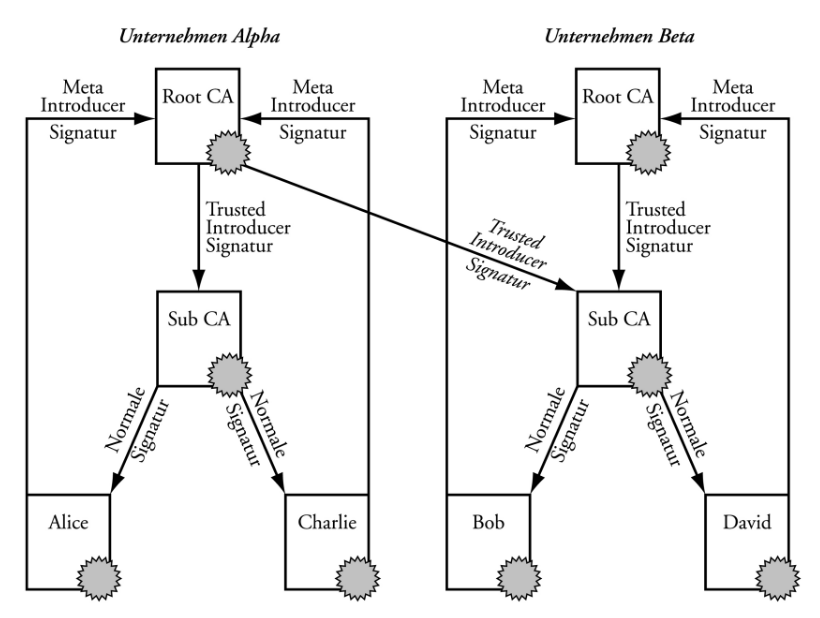 Unternehmen Alpha
Unternehmen Beta
Meta
Introducer
Signatur
Root CA
Meta
Introducer
Signatur
Meta
Introducer
Signatur
Root CA
Meta
Introducer
Signatur
Trusted
Introducer
Signatur
Trusted
Introducer
Signatur
Trusted
Introducer
Signatur
Sub CA
Sub CA
Normale
Signatur
Normale
Signatur
Normale
Signatur
Normale
Signatur
Alice
Charlie
Bob
David